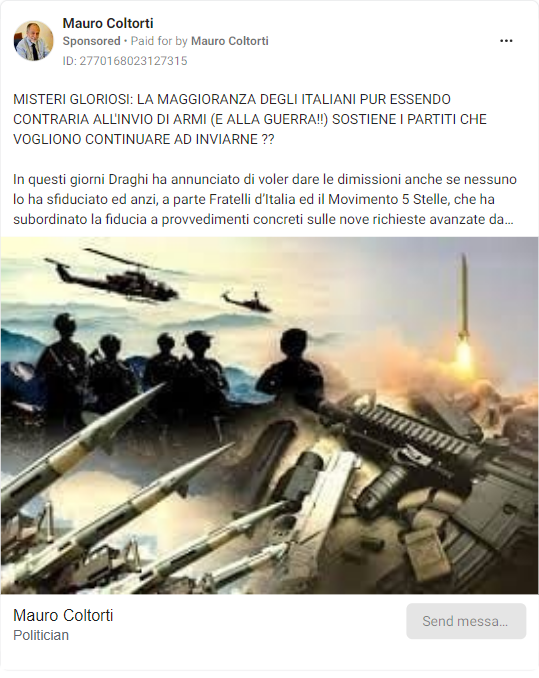 Mauro Coltorti
Sponsored • Paid for by Mauro Coltorti
ID: 2770168023127315
MISTERI GLORIOSI: LA MAGGIORANZA DEGLI ITALIANI PUR ESSENDO
CONTRARIA ALL'INVIO DI ARMI (E ALLA GUERRA!!) SOSTIENE I PARTITI CHE
VOGLIONO CONTINUARE AD INVIARNE ??
In questi giorni Draghi ha annunciato di voler dare le dimissioni anche se nessuno
lo ha sfiduciato ed anzi, a parte Fratelli d’Italia ed il Movimento 5 Stelle, che ha
subordinato la fiducia a provvedimenti concreti sulle nove richieste avanzate da...
Mauro Coltorti
Politician
Send messa...